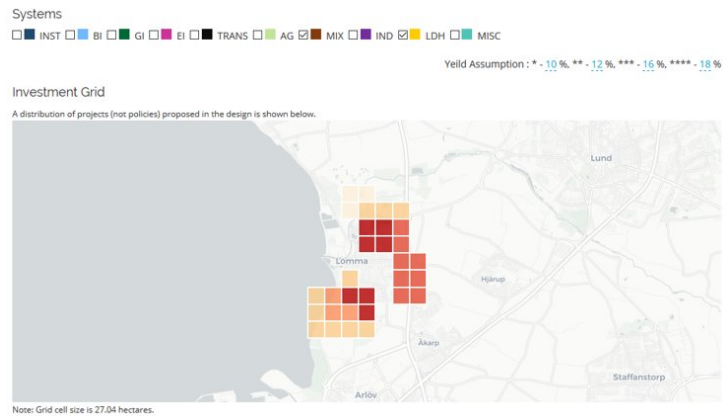 Systems
INST BI GI EI TRANS AG MIX IND LDH MISC
Yeild Assumption : * - 10 %, ** - 12 %, *** - 16 %, **** - 18 %
Investment Grid
A distribution of projects (not policies) proposed in the design is shown below.
Lund
Lomma
Hjärup
Åkarp
Staffanstorp
Arlöv
Note: Grid cell size is 27.04 hectares.